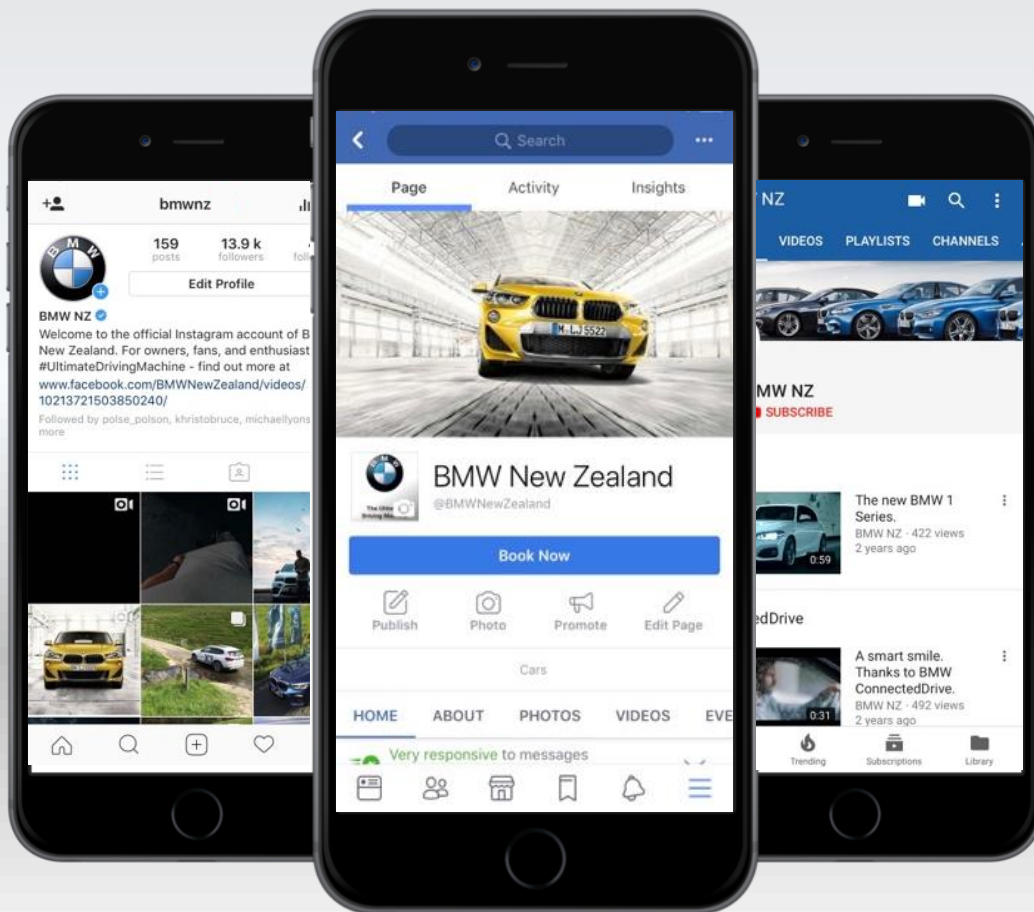 bmwnz
BMW
159
13.9 k
posts
followers
Edit Profile
BMW NZ
Welcome to the official Instagram account of B
New Zealand. For owners, fans, and enthusiast
#UltimateDrivingMachine - find out more at
www.facebook.com/BMWNewZealand/videos/
10213721503850240/
Followed by polse_polson, khristobruce, michaellyons
more
Search
Page Activity Insights
M·LJ 5522
BMW New Zealand
@BMWNewZealand
Book Now
Publish Photo Promote Edit Page
Cars
HOME ABOUT PHOTOS VIDEOS EVE
Very responsive to messages
NZ
VIDEOS PLAYLISTS CHANNELS
MW NZ
SUBSCRIBE
The new BMW 1
Series.
BMW NZ · 422 views
2 years ago
0:59
edDrive
A smart smile.
Thanks to BMW
ConnectedDrive.
BMW NZ · 492 views
2 years ago
0:31
Trending Subscriptions Library